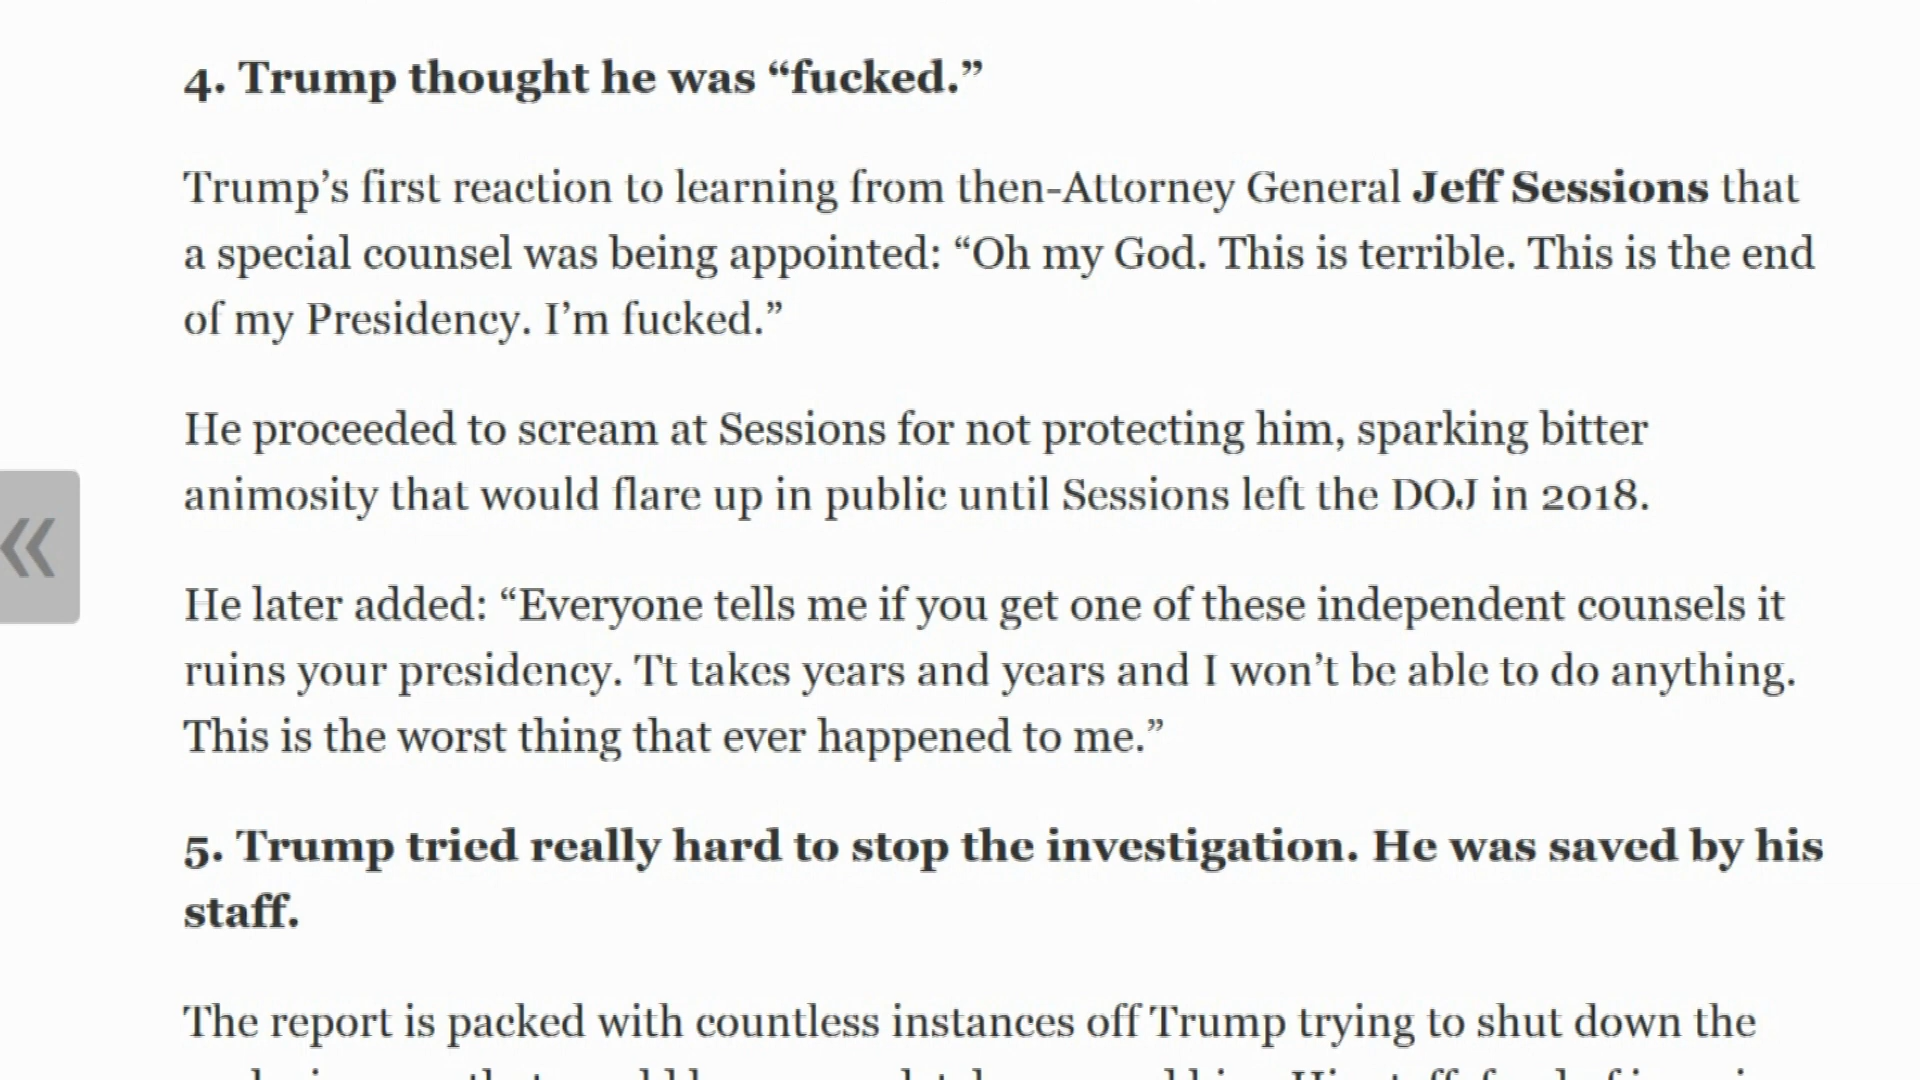 4. Trump thought he was “fucked.”
Trump’s first reaction to learning from then-Attorney General Jeff Sessions that
a special counsel was being appointed: “Oh my God. This is terrible. This is the end
of my Presidency. I’m fucked.”
He proceeded to scream at Sessions for not protecting him, sparking bitter
animosity that would flare up in public until Sessions left the DOJ in 2018.
He later added: “Everyone tells me if you get one of these independent counsels it
ruins your presidency. Tt takes years and years and I won’t be able to do anything.
This is the worst thing that ever happened to me.”
5. Trump tried really hard to stop the investigation. He was saved by his
staff.
The report is packed with countless instances off Trump trying to shut down the